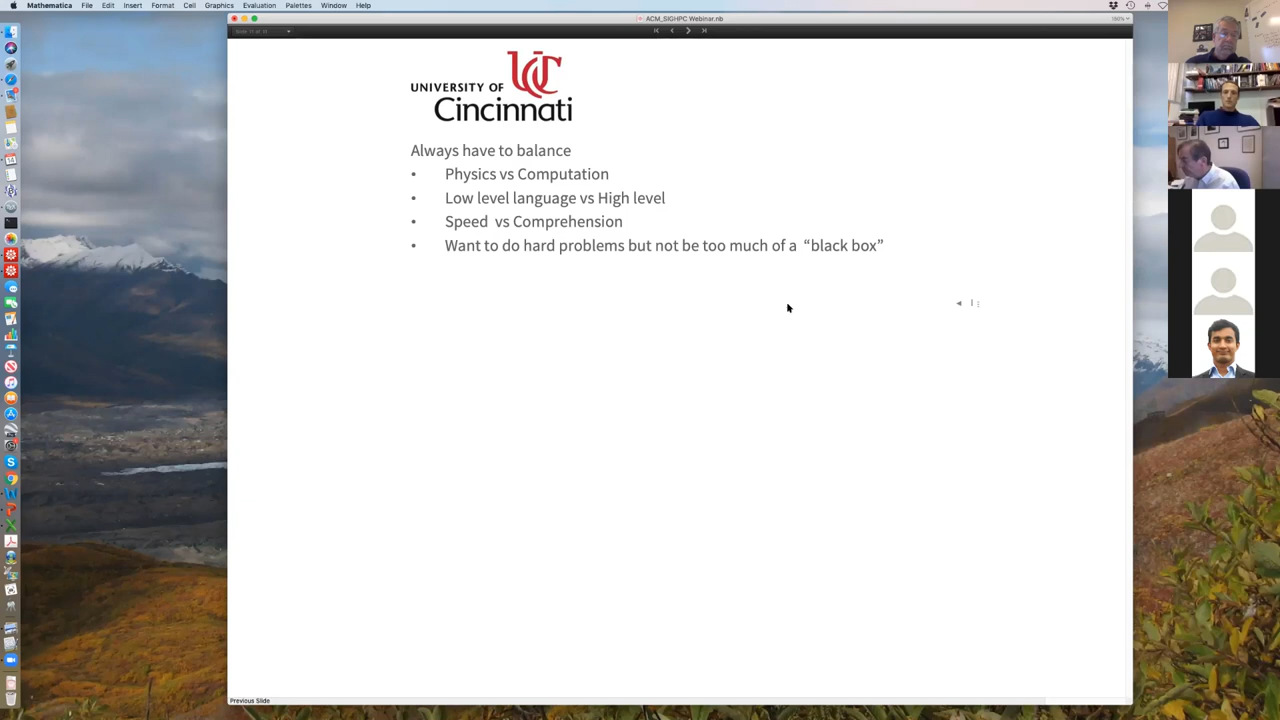 Mathematica File Edit Insert Format Cell Graphics Evaluation Palettes Window Help
ACM_SIGHPC Webinar.nb
UNIVERSITY OF
Cincinnati
Always have to balance
• Physics vs Computation
• Low level language vs High level
• Speed vs Comprehension
• Want to do hard problems but not be too much of a “black box”
Previous Slide